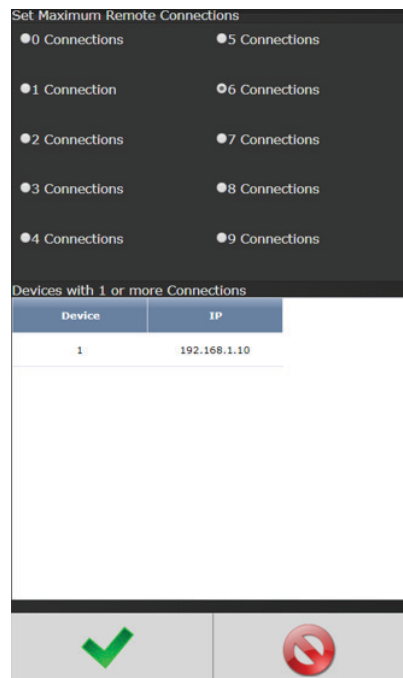 Set Maximum Remote Connections
0 Connections 5 Connections
1 Connection 6 Connections
2 Connections 7 Connections
3 Connections 8 Connections
4 Connections 9 Connections
Devices with 1 or more Connections
Device IP
1 192.168.1.10